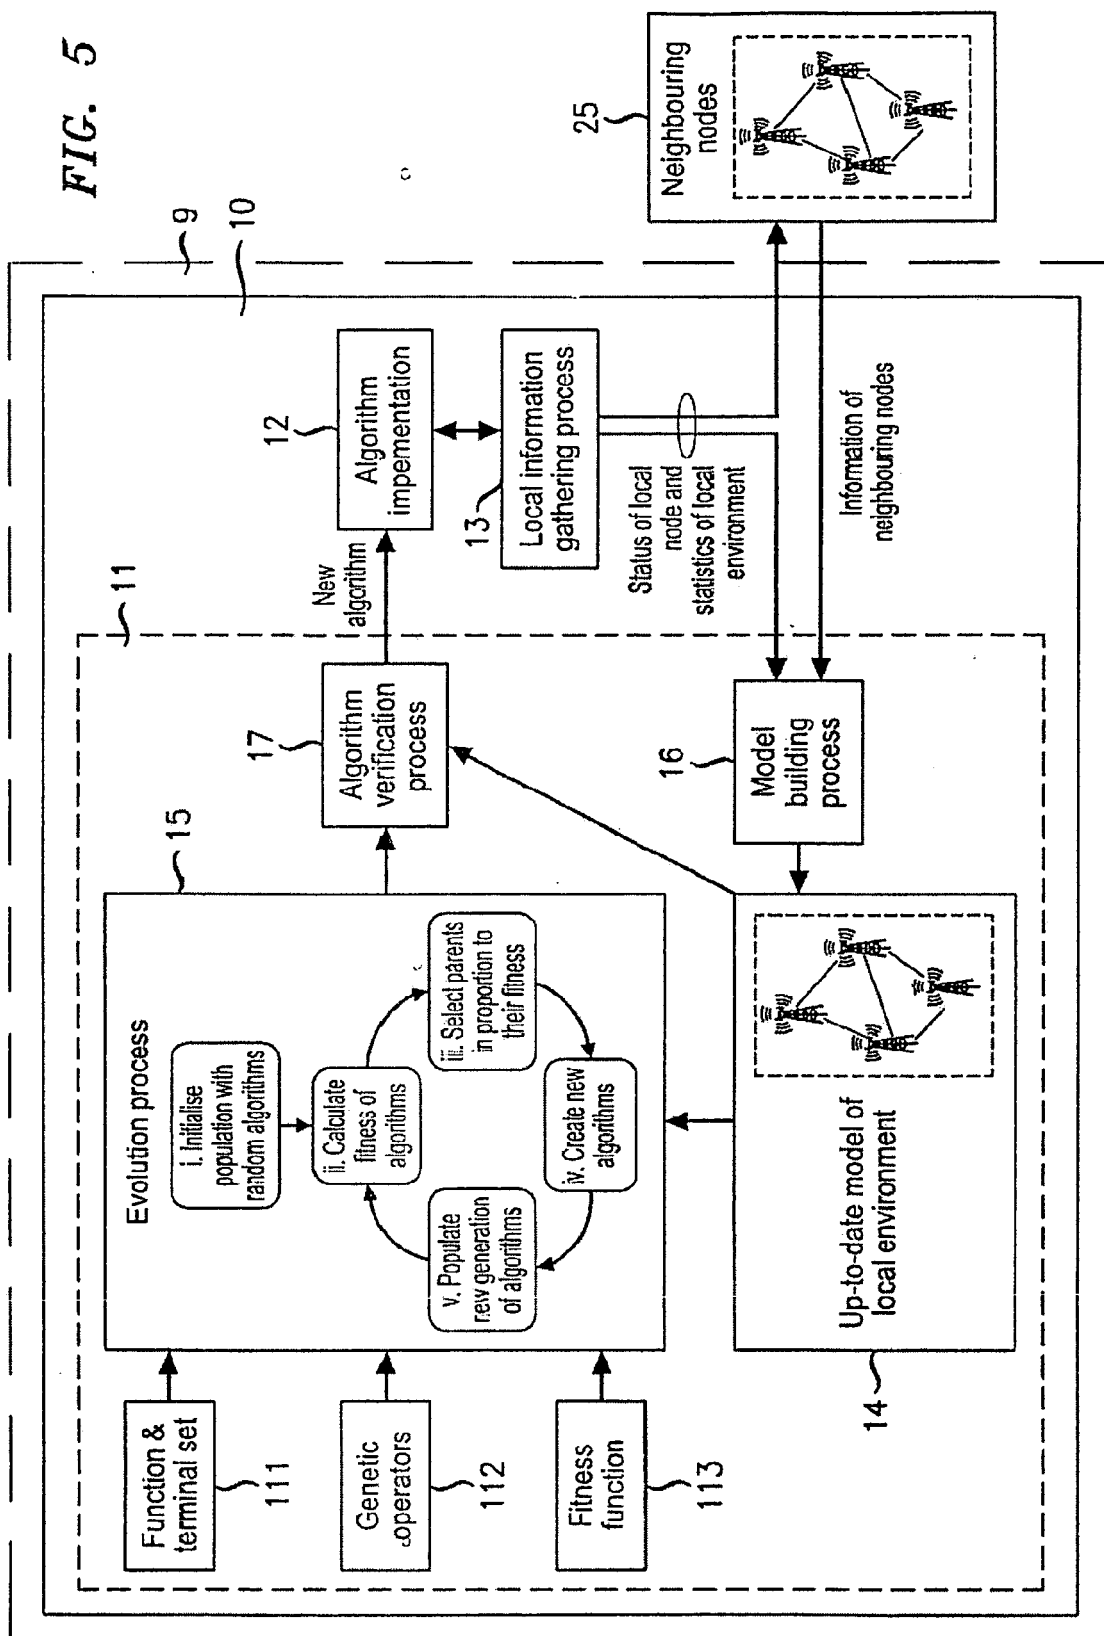 FIG. 5
9
10
11
Function &
terminal set
111
Genetic
operators
112
Fitness
function
113
Evolution process
15
i. Initialise
population with
random algorithms
ii. Calculate
fitness of
algorithms
iii. Select parents
in proportion to
their fitness
iv. Create new
algorithms
v. Populate
new generation
of algorithms
17
Algorithm
verification
process
New
algorithm
12
Algorithm
impementation
13
Local information
gathering process
Status of local
node and
statistics of local
environment
14
Up-to-date model of
local environment
16
Model
building
process
Information of
neighbouring nodes
25
Neighbouring
nodes